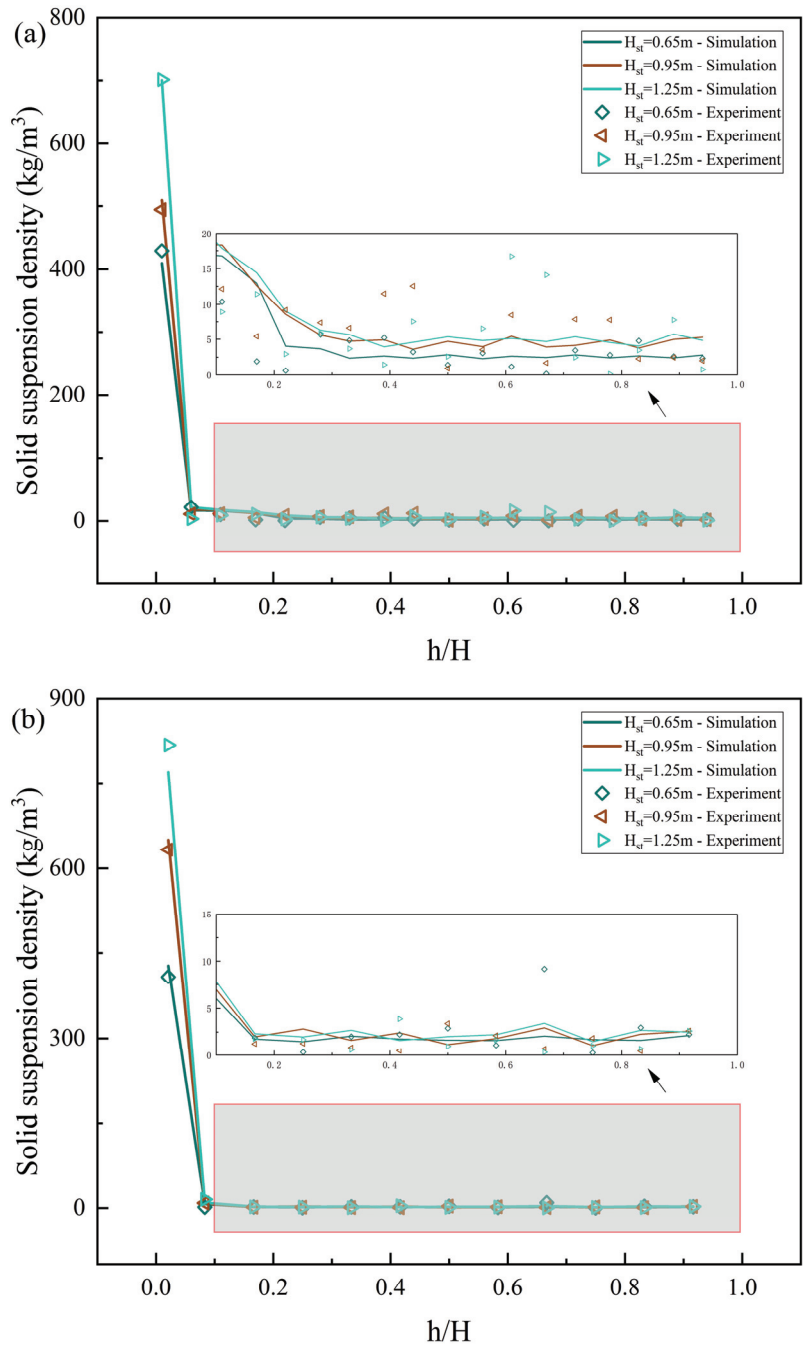 (a)
800
700
600
400
200
0
Solid suspension density (kg/m³)
H_st=0.65m - Simulation
H_st=0.95m - Simulation
H_st=1.25m - Simulation
H_st=0.65m - Experiment
H_st=0.95m - Experiment
H_st=1.25m - Experiment
20
15
10
5
0
0.2 0.4 0.6 0.8 1.0
0.0 0.2 0.4 0.6 0.8 1.0
h/H
(b)
900
600
300
0
Solid suspension density (kg/m³)
H_st=0.65m - Simulation
H_st=0.95m - Simulation
H_st=1.25m - Simulation
H_st=0.65m - Experiment
H_st=0.95m - Experiment
H_st=1.25m - Experiment
15
10
5
0
0.2 0.4 0.6 0.8 1.0
0.0 0.2 0.4 0.6 0.8 1.0
h/H